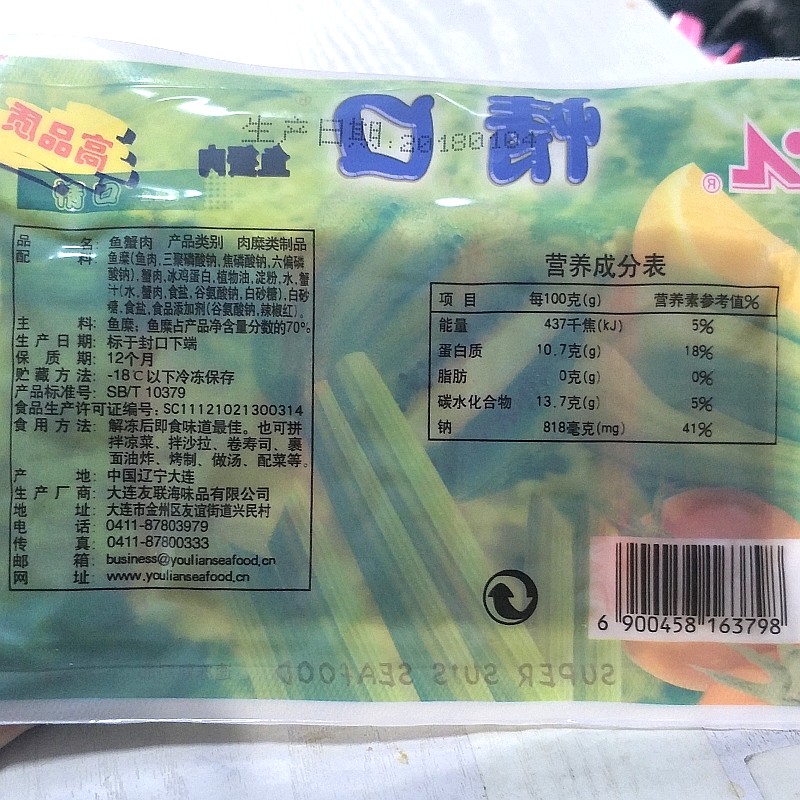 生产日期:20180104
高品质
蟹肉
情口
®
品 名: 鱼蟹肉 产品类别 肉糜类制品
配 料: 鱼糜(鱼肉,三聚磷酸钠,焦磷酸钠,六偏磷
酸钠),蟹肉,冰鸡蛋白,植物油,淀粉,水,蟹
汁(水,蟹肉,食盐,谷氨酸钠,白砂糖),白砂
糖,食盐,食品添加剂(谷氨酸钠,辣椒红)。
主 料: 鱼糜; 鱼糜占产品净含量分数的70%
生产日期: 标于封口下端
保 质 期: 12个月
贮藏方法: -18℃以下冷冻保存
产品标准号: SB/T 10379
食品生产许可证编号: SC11121021300314
食用方法: 解冻后即食味道最佳。也可拼
拌凉菜、拌沙拉、卷寿司、裹
面油炸、烤制、做汤、配菜等。
产 地: 中国辽宁大连
生产厂商: 大连友联海味品有限公司
地 址: 大连市金州区友谊街道兴民村
电 话: 0411-87803979
传 真: 0411-87800333
邮 箱: business@youlianseafood.cn
网 址: www.youlianseafood.cn
营养成分表
项目 每100克(g) 营养素参考值%
能量 437千焦(kJ) 5%
蛋白质 10.7克(g) 18%
脂肪 0克(g) 0%
碳水化合物 13.7克(g) 5%
钠 818毫克(mg) 41%
6 900458 163798
SUPER SU'S SEAFOOD